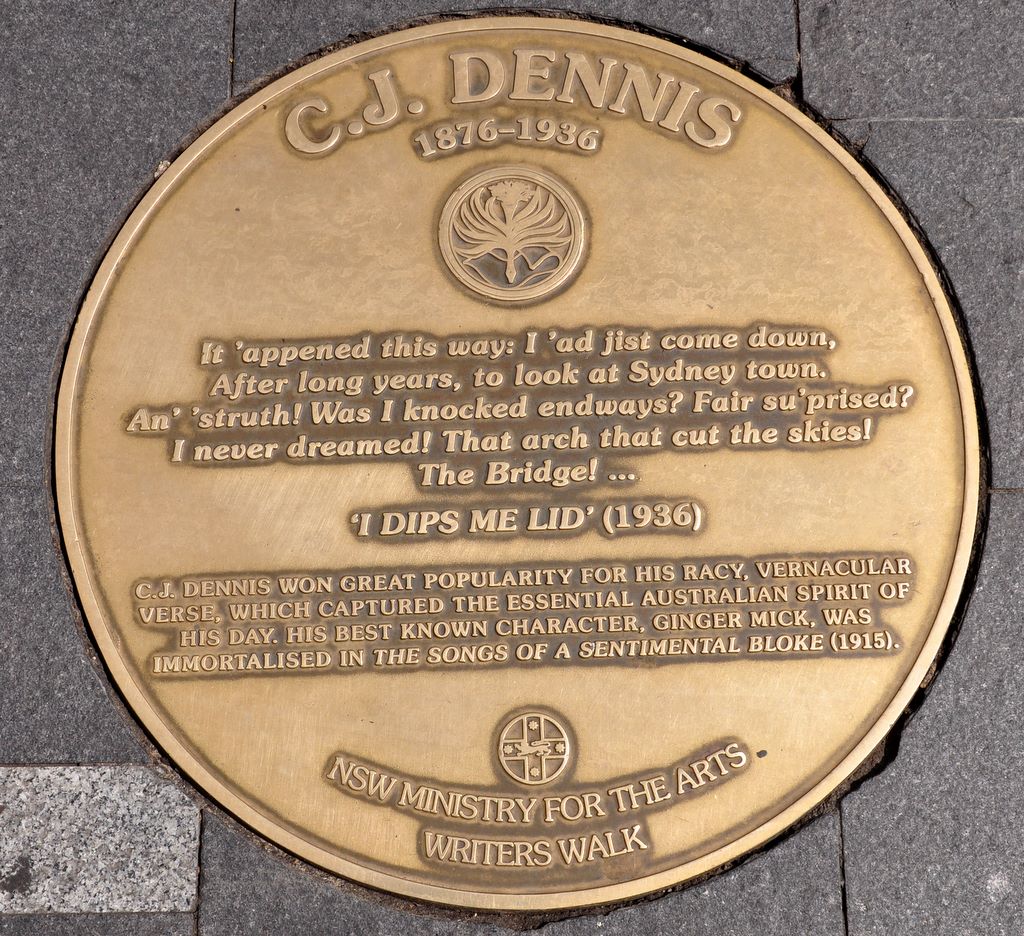 C.J. DENNIS
1876–1936
It 'appened this way: I 'ad jist come down,
After long years, to look at Sydney town.
An' 'struth! Was I knocked endways? Fair su'prised?
I never dreamed! That arch that cut the skies!
The Bridge! ...
'I DIPS ME LID' (1936)
C.J. DENNIS WON GREAT POPULARITY FOR HIS RACY, VERNACULAR
VERSE, WHICH CAPTURED THE ESSENTIAL AUSTRALIAN SPIRIT OF
HIS DAY. HIS BEST KNOWN CHARACTER, GINGER MICK, WAS
IMMORTALISED IN THE SONGS OF A SENTIMENTAL BLOKE (1915).
NSW MINISTRY FOR THE ARTS
WRITERS WALK